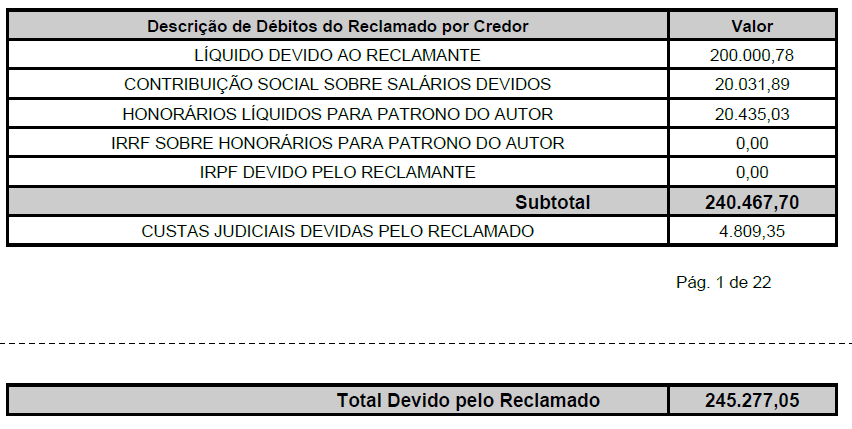 Descrição de Débitos do Reclamado por Credor Valor
LÍQUIDO DEVIDO AO RECLAMANTE 200.000,78
CONTRIBUIÇÃO SOCIAL SOBRE SALÁRIOS DEVIDOS 20.031,89
HONORÁRIOS LÍQUIDOS PARA PATRONO DO AUTOR 20.435,03
IRRF SOBRE HONORÁRIOS PARA PATRONO DO AUTOR 0,00
IRPF DEVIDO PELO RECLAMANTE 0,00
Subtotal 240.467,70
CUSTAS JUDICIAIS DEVIDAS PELO RECLAMADO 4.809,35
Pág. 1 de 22
Total Devido pelo Reclamado 245.277,05